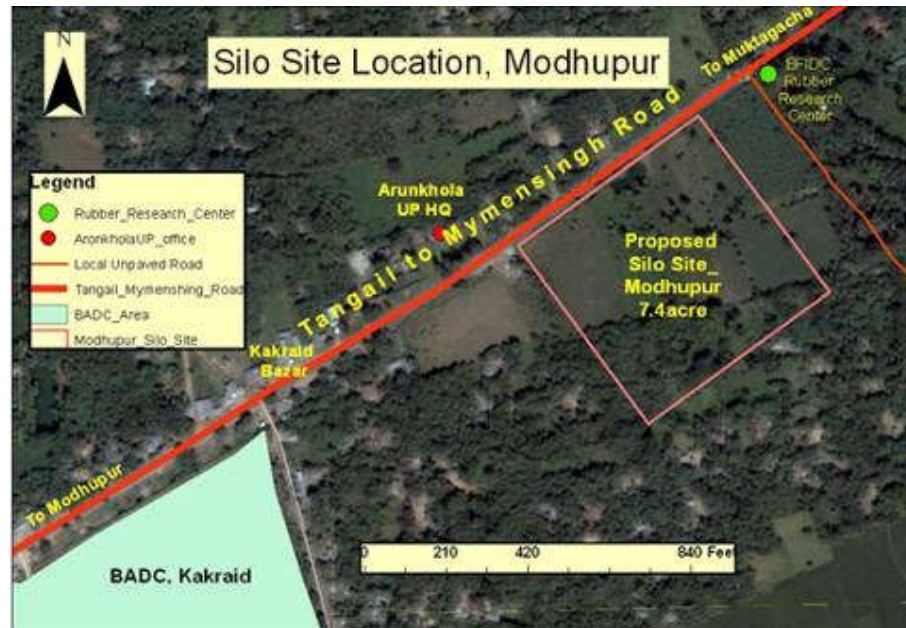 N
Silo Site Location, Modhupur
To Muktagacha
BFIDC
Rubber
Research
Center
Tangail to Mymensingh Road
Legend
Rubber_Research_Center
AronkholaUP_office
Local Unpaved Road
Tangail_Mymenshing_Road
BADC_Area
Modhupur_Silo_Site
Arunkhola
UP HQ
Proposed
Silo Site_
Modhupur
7.4acre
Kakraid
Bazar
To Modhupur
BADC, Kakraid
0 210 420 840 Feet